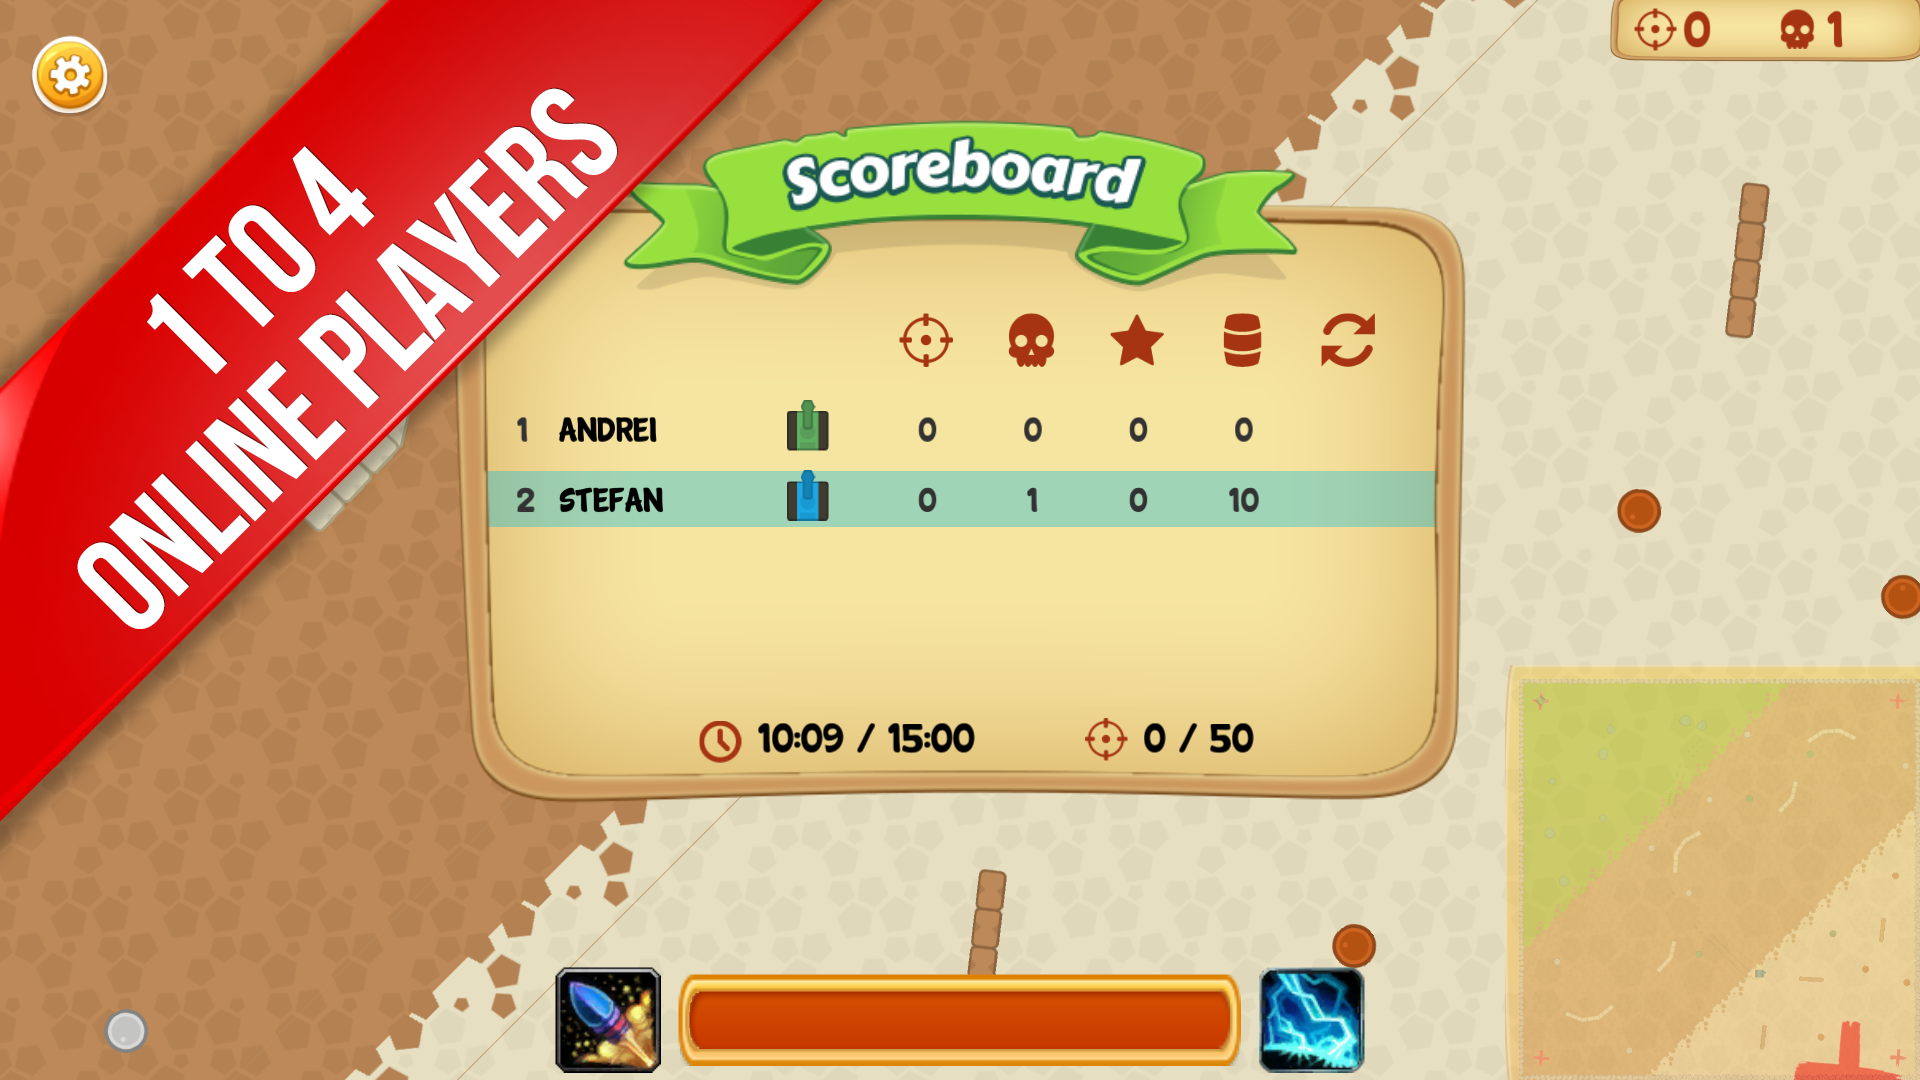 1 TO 4
ONLINE PLAYERS
0 1
Scoreboard
1 ANDREI 0 0 0 0
2 STEFAN 0 1 0 10
10:09 / 15:00 0 / 50